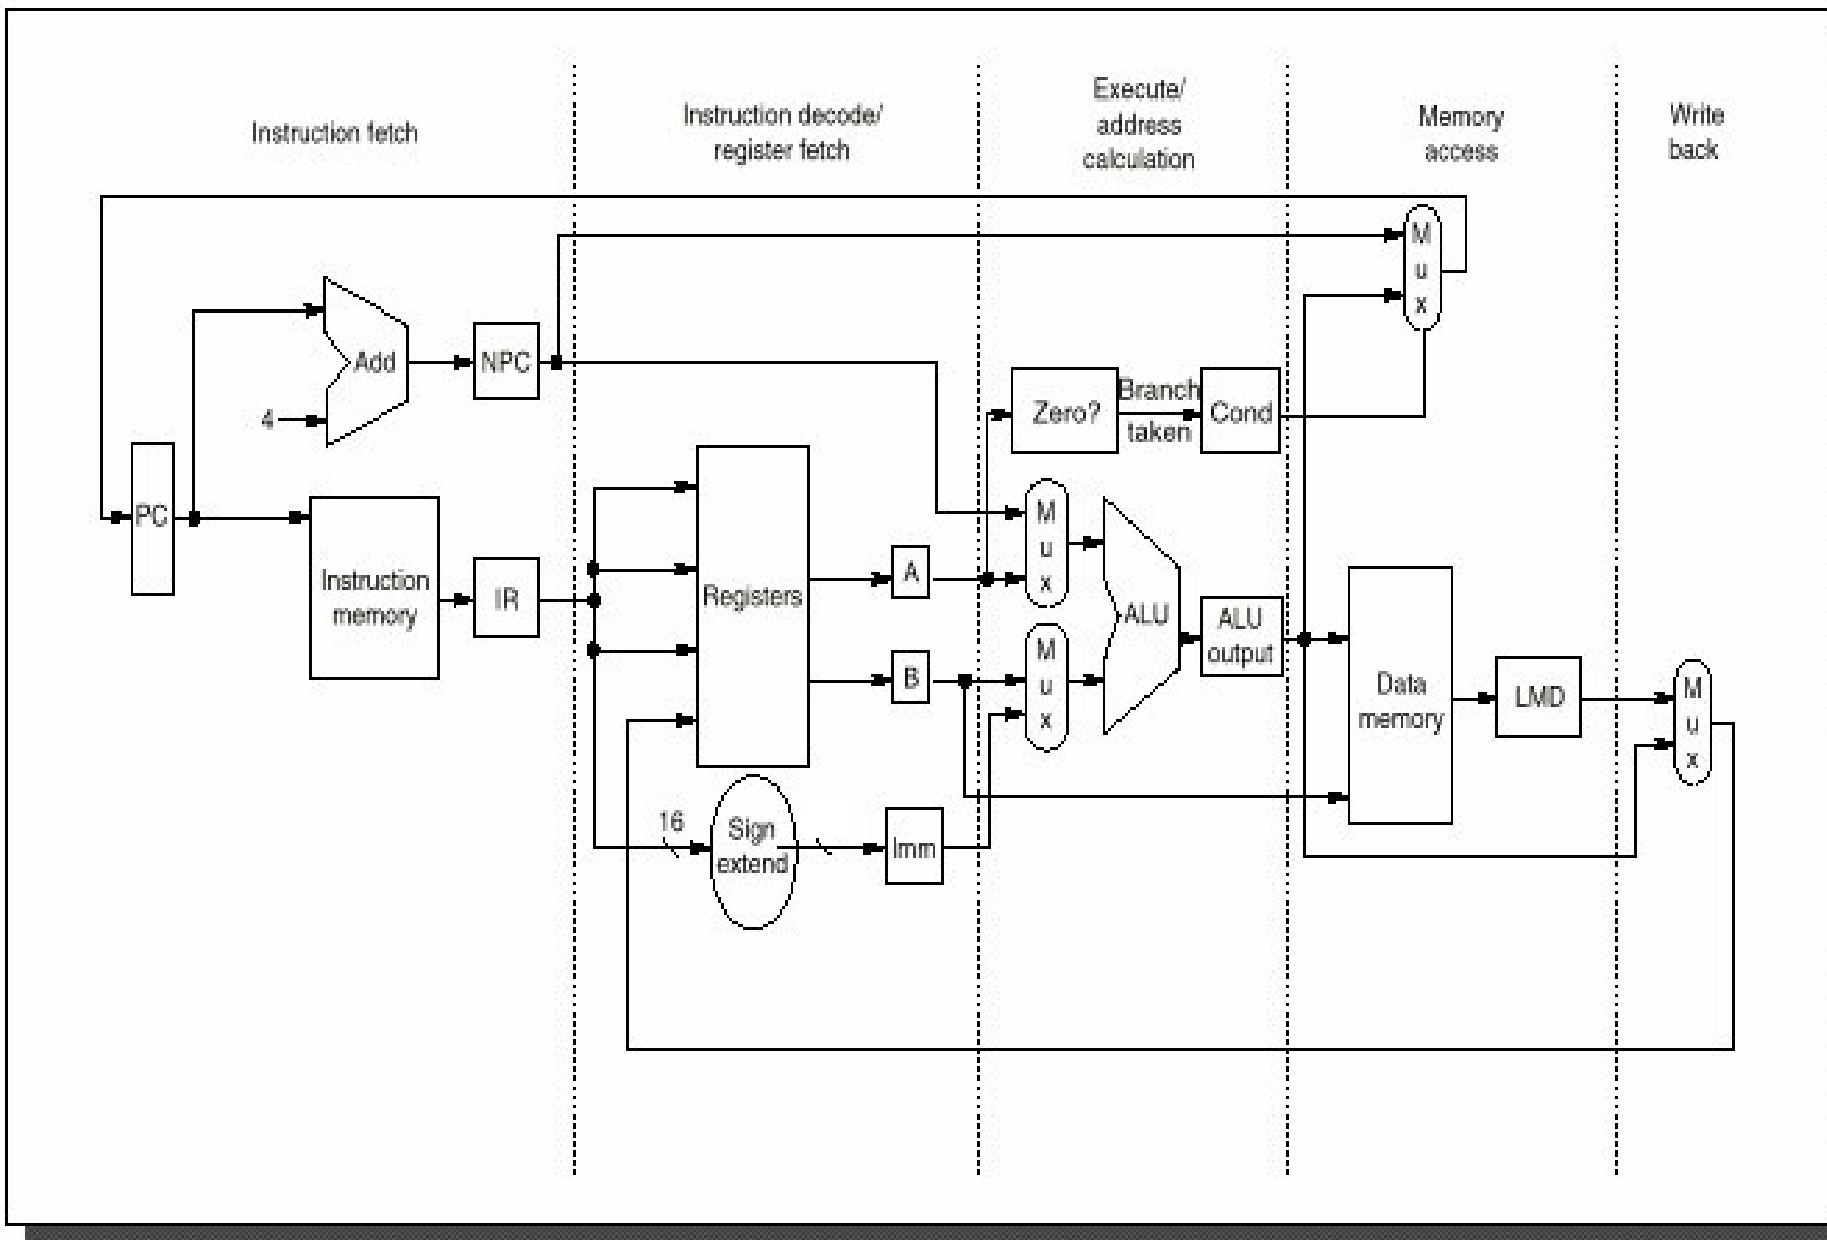 Instruction fetch
Instruction decode/
register fetch
Execute/
address
calculation
Memory
access
Write
back
M
u
x
Add
NPC
4
Zero?
Branch
taken
Cond
PC
Instruction
memory
IR
Registers
A
B
M
u
x
M
u
x
ALU
ALU
output
Data
memory
LMD
M
u
x
16
Sign
extend
Imm